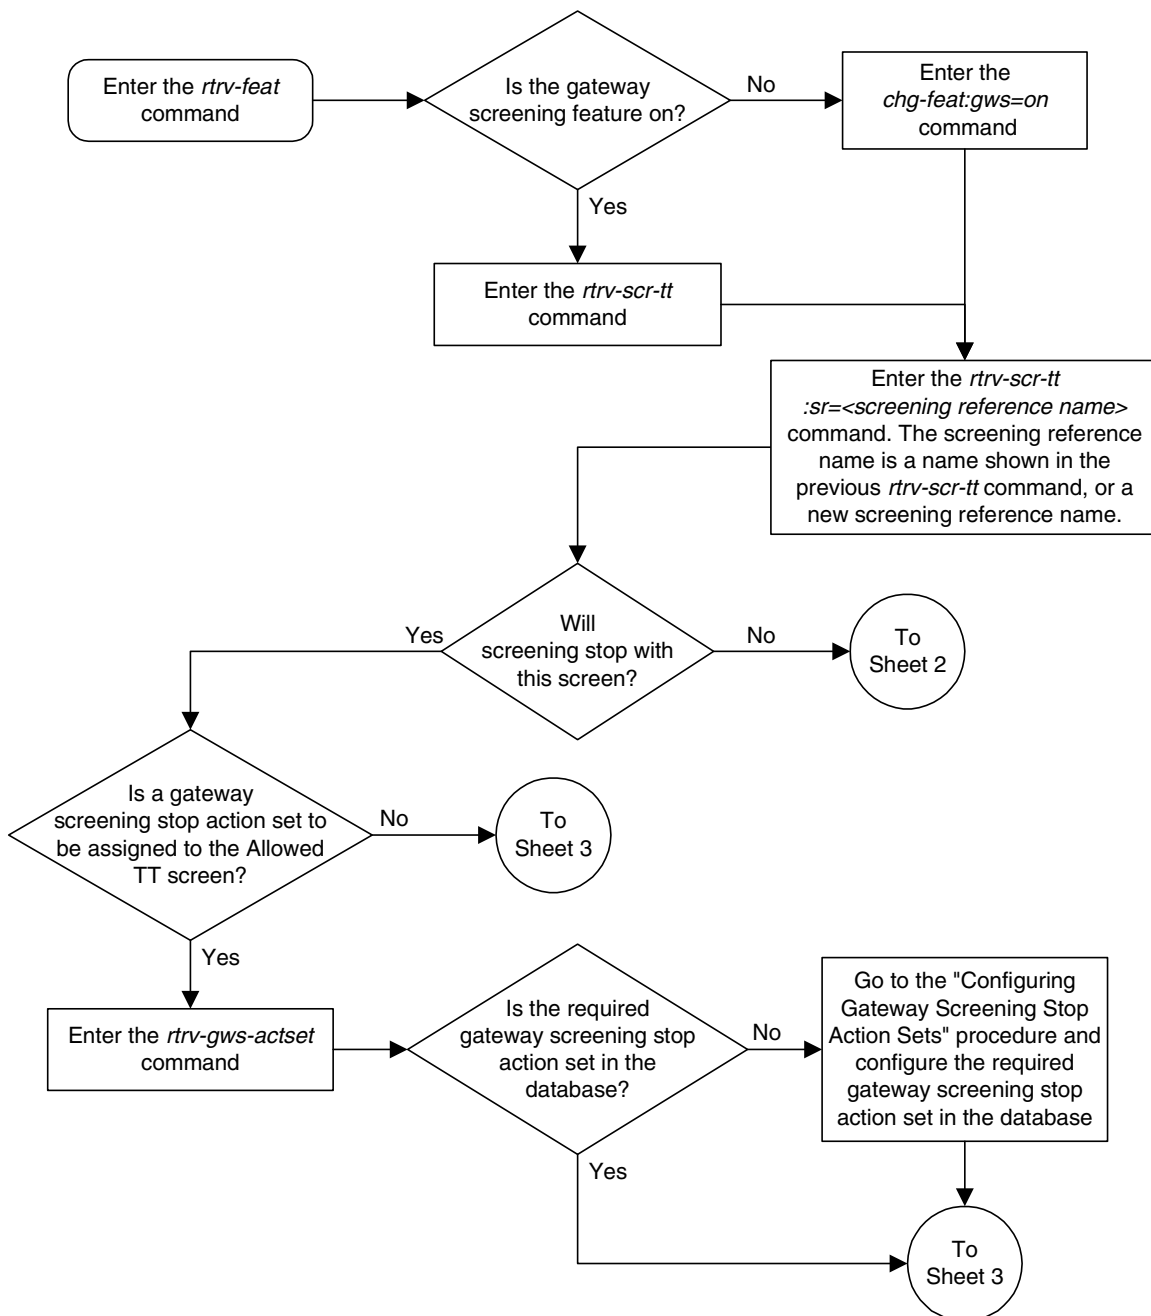 Enter the rtrv-feat
command
Is the gateway
screening feature on?
No
Enter the
chg-feat:gws=on
command
Yes
Enter the rtrv-scr-tt
command
Enter the rtrv-scr-tt
:sr=<screening reference name>
command. The screening reference
name is a name shown in the
previous rtrv-scr-tt command, or a
new screening reference name.
Yes
Will
screening stop with
this screen?
No
To
Sheet 2
Is a gateway
screening stop action set to
be assigned to the Allowed
TT screen?
No
To
Sheet 3
Yes
Enter the rtrv-gws-actset
command
Is the required
gateway screening stop
action set in the
database?
No
Go to the "Configuring
Gateway Screening Stop
Action Sets" procedure and
configure the required
gateway screening stop
action set in the database
Yes
To
Sheet 3